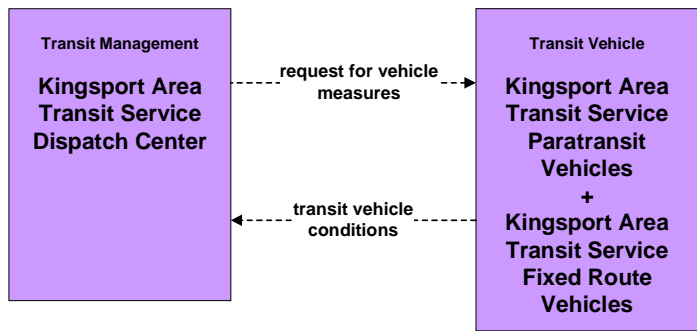 Transit Management
Kingsport Area
Transit Service
Dispatch Center
request for vehicle
measures
transit vehicle
conditions
Transit Vehicle
Kingsport Area
Transit Service
Paratransit
Vehicles
+
Kingsport Area
Transit Service
Fixed Route
Vehicles